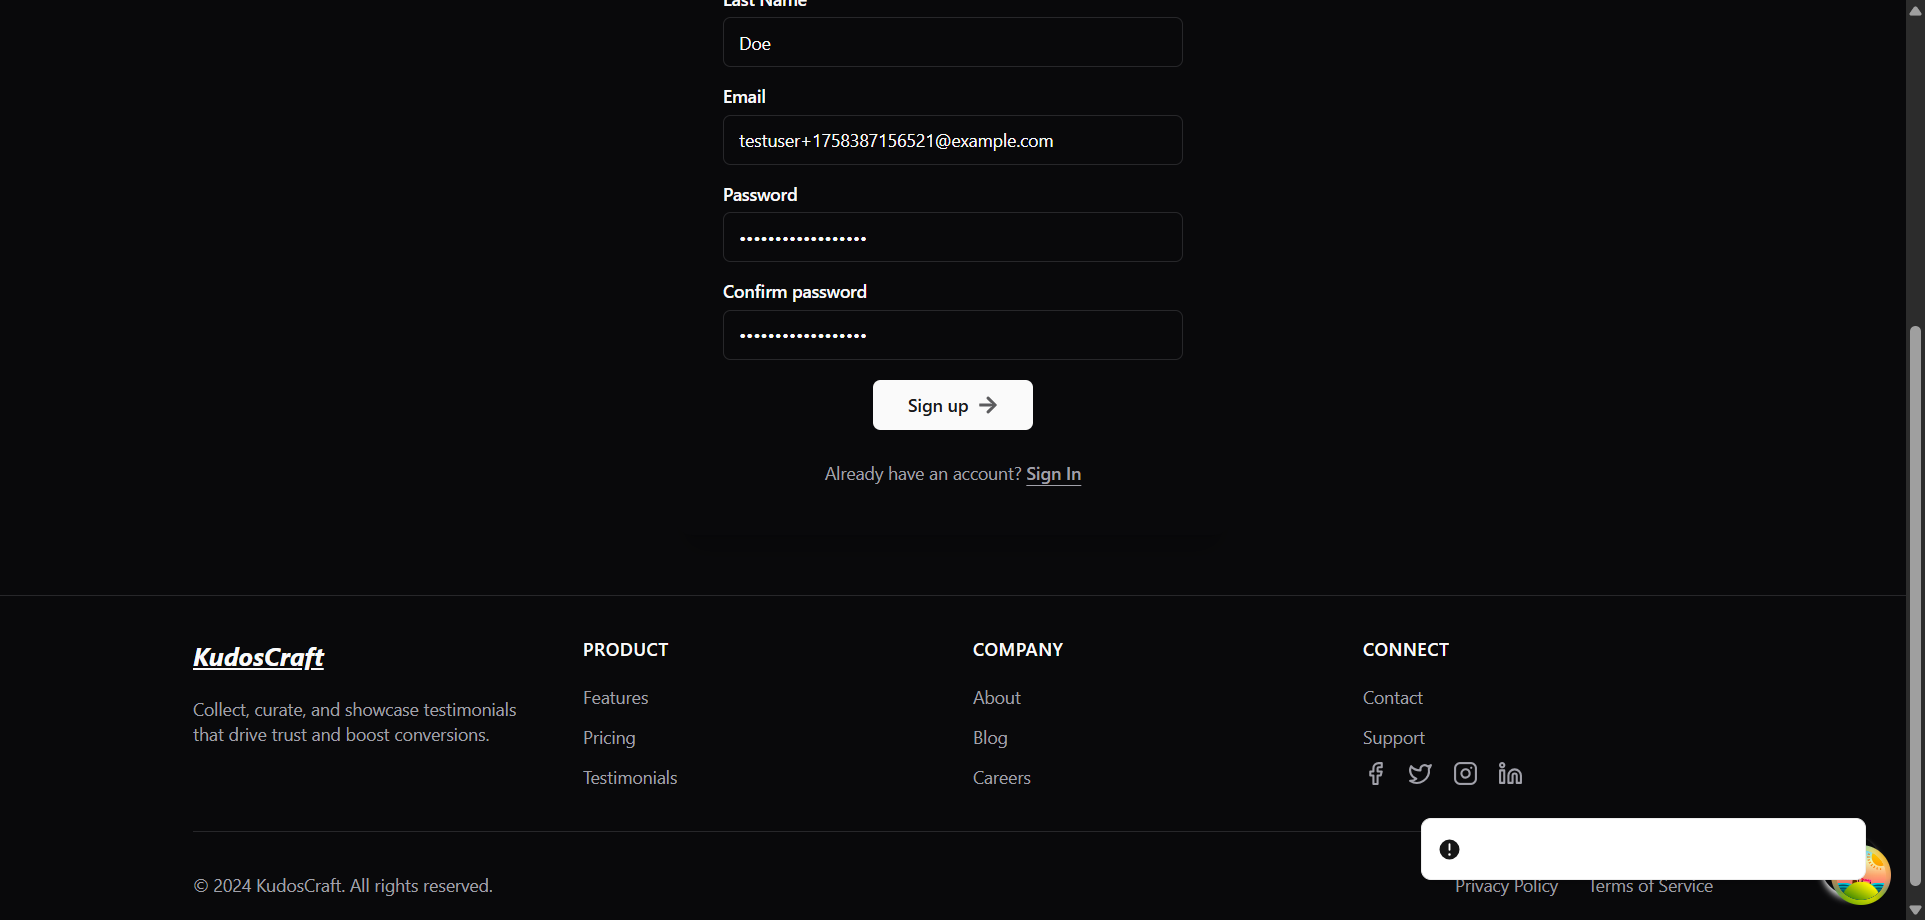 Last Name
Doe
Email
testuser+1758387156521@example.com
Password
••••••••••••••••••
Confirm password
••••••••••••••••••
Sign up
Already have an account? Sign In
KudosCraft
Collect, curate, and showcase testimonials
that drive trust and boost conversions.
PRODUCT
Features
Pricing
Testimonials
COMPANY
About
Blog
Careers
CONNECT
Contact
Support
© 2024 KudosCraft. All rights reserved.
Privacy Policy
Terms of Service